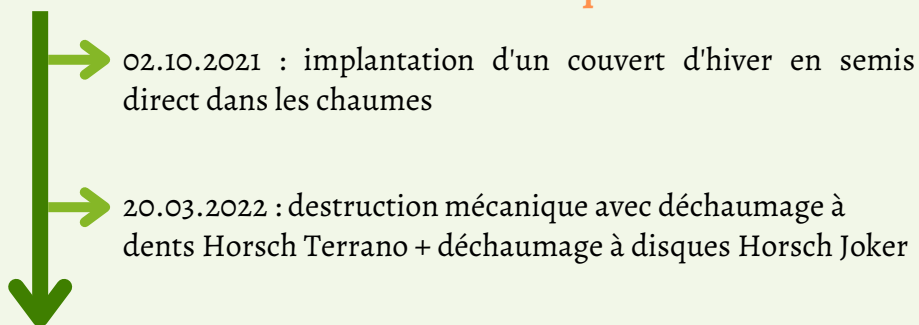 02.10.2021 : implantation d'un couvert d'hiver en semis
direct dans les chaumes
20.03.2022 : destruction mécanique avec déchaumage à
dents Horsch Terrano + déchaumage à disques Horsch Joker